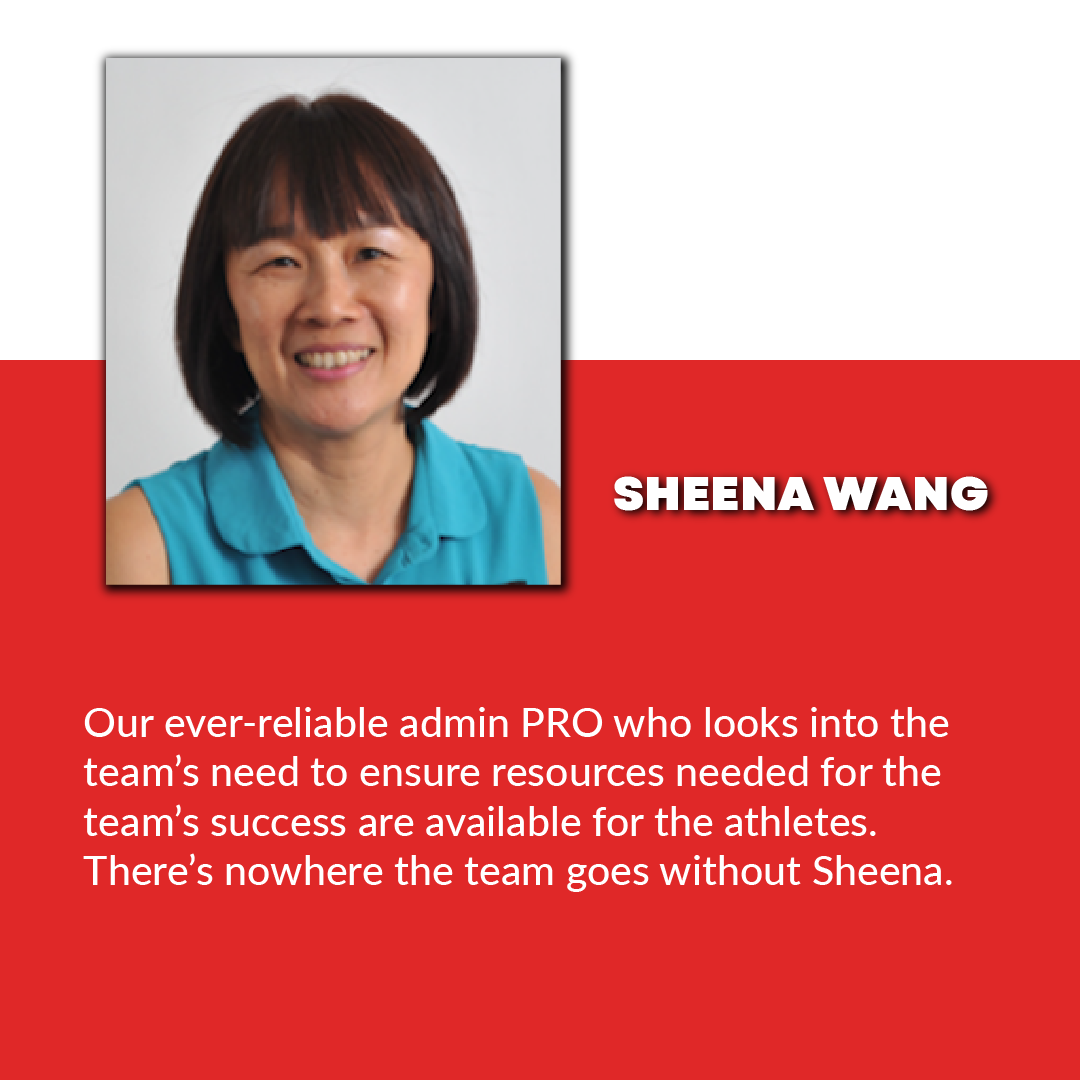 SHEENA WANG
Our ever-reliable admin PRO who looks into the
team’s need to ensure resources needed for the
team’s success are available for the athletes.
There’s nowhere the team goes without Sheena.